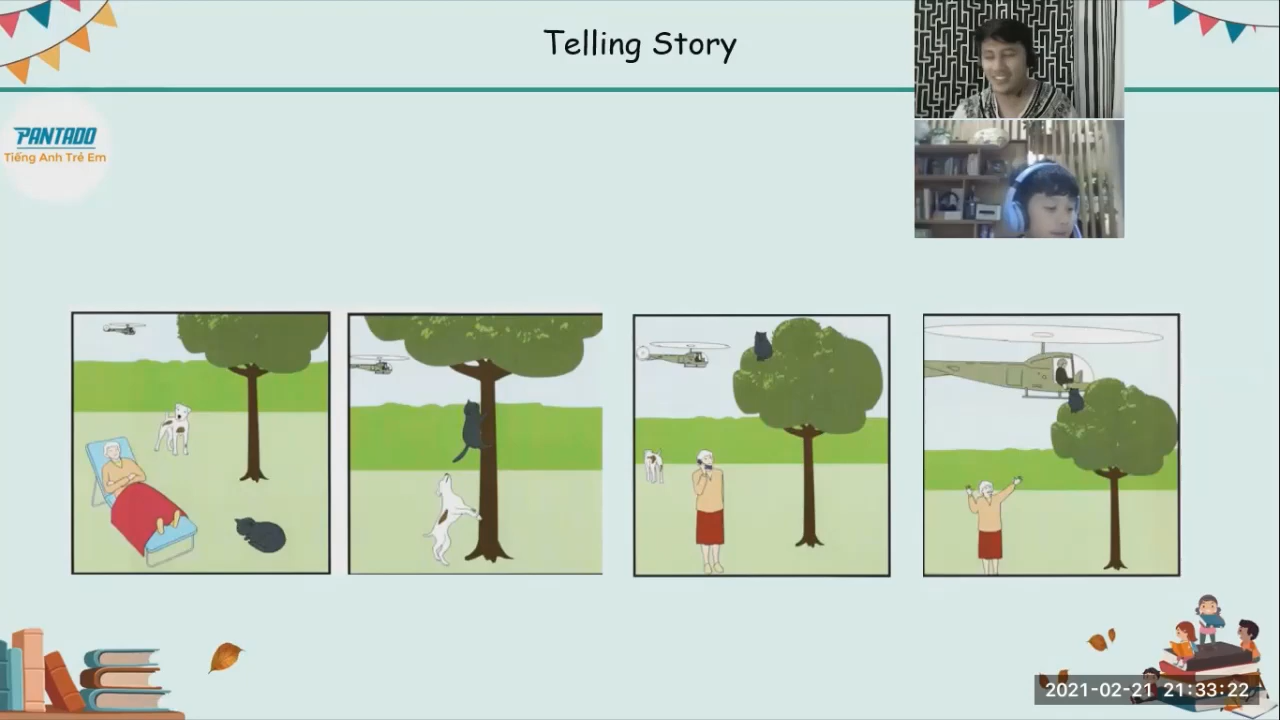 Telling Story
PANTADO
Tiếng Anh Trẻ Em
2021-02-21 21:33:22